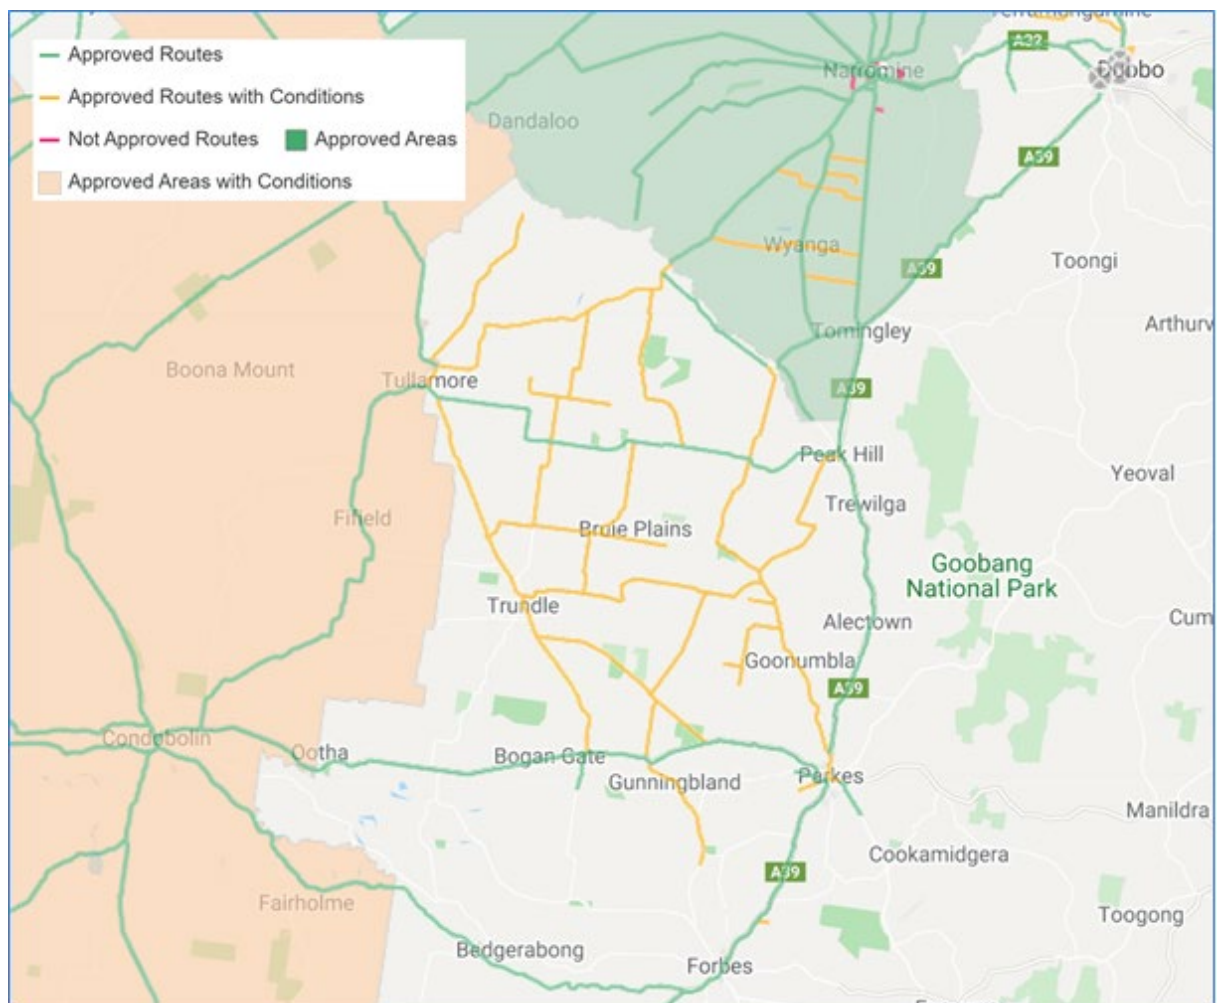 Approved Routes
Approved Routes with Conditions
Not Approved Routes
Approved Areas
Approved Areas with Conditions
A32
Narromine
Dubbo
Dandaloo
A39
Wyanga
A39
Toongi
Tomingley
Arthurv
Boona Mount
Tullamore
A39
Peak Hill
Yeoval
Trewilga
Fifield
Bruie Plains
Goobang
National Park
Trundle
Alectown
Cum
Goonumbla
A39
Condobolin
Ootha
Bogan Gate
Gunningbland
Parkes
Manildra
Cookamidgera
A39
Fairholme
Toogong
Bedgerabong
Forbes